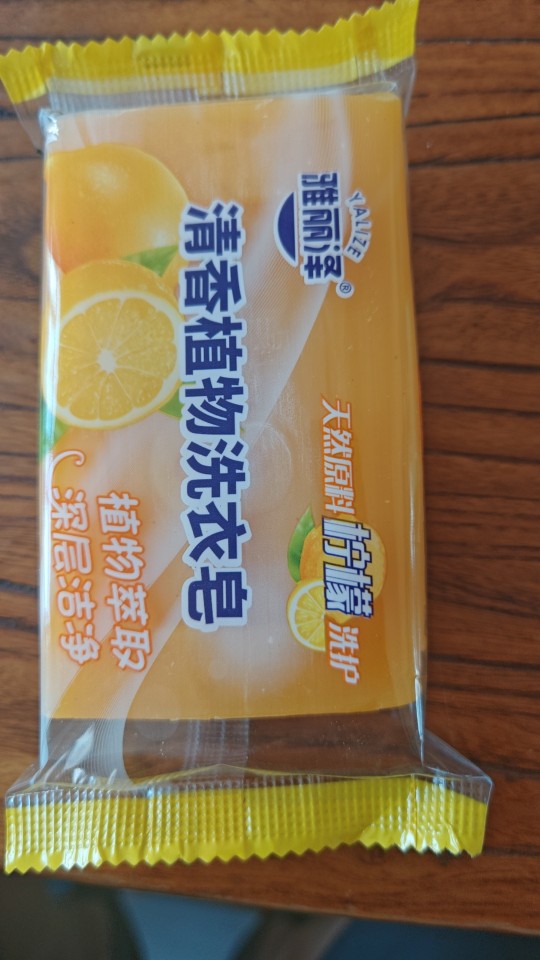 YALIZE
雅丽泽®
天然原料 柠檬 洗护
清香植物洗衣皂
植物萃取
深层洁净